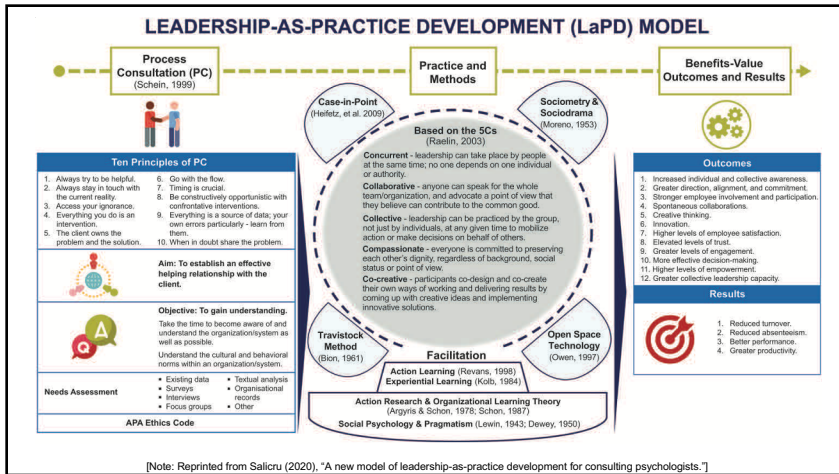 LEADERSHIP-AS-PRACTICE DEVELOPMENT (LaPD) MODEL
Process
Consultation (PC)
(Schein, 1999)
Ten Principles of PC
1. Always try to be helpful.
2. Always stay in touch with
the current reality.
3. Access your ignorance.
4. Everything you do is an
intervention.
5. The client owns the
problem and the solution.
6. Go with the flow.
7. Timing is crucial.
8. Be constructively optimistic with
confrontative interventions.
9. Everything is a source of data; your
own errors particularly - learn from
them.
10. When in doubt share the problem.
Aim: To establish an effective
helping relationship with the
client.
Q
A
Objective: To gain understanding.
Take the time to become aware of and
understand the organization/system as
well as possible.
Understand the cultural and behavioral
norms within an organization/system.
Needs Assessment
• Existing data
• Surveys
• Interviews
• Focus groups
• Textual analysis
• Organisational
records
• Other
APA Ethics Code
Practice and
Methods
Case-in-Point
(Heifetz, et al. 2009)
Sociometry &
Sociodrama
(Moreno, 1953)
Based on the 5Cs
(Raelin, 2003)
Concurrent - leadership can take place by people
at the same time; no one depends on one individual
or authority.
Collaborative - anyone can speak for the whole
team/organization, and advocate a point of view that
they believe can contribute to the common good.
Collective - leadership can be practiced by the group,
not just by individuals, at any given time to mobilize
action or make decisions on behalf of others.
Compassionate - everyone is committed to preserving
each other's dignity, regardless of background, social
status or point of view.
Co-creative - participants co-design and co-create
their own ways of working and delivering results by
coming up with creative ideas and implementing
innovative solutions.
Travistock
Method
(Bion, 1961)
Open Space
Technology
(Owen, 1997)
Facilitation
Action Learning (Revans, 1998)
Experiential Learning (Kolb, 1984)
Action Research & Organizational Learning Theory
(Argyris & Schon, 1978; Schon, 1987)
Social Psychology & Pragmatism (Lewin, 1943; Dewey, 1950)
Benefits-Value
Outcomes and Results
Outcomes
1. Increased individual and collective awareness.
2. Greater direction, alignment, and commitment.
3. Stronger employee involvement and participation.
4. Spontaneous collaborations.
5. Creative thinking.
6. Innovation.
7. Higher levels of employee satisfaction.
8. Elevated levels of trust.
9. Greater levels of engagement.
10. More effective decision-making.
11. Higher levels of empowerment.
12. Greater collective leadership capacity.
Results
1. Reduced turnover.
2. Reduced absenteeism.
3. Better performance.
4. Greater productivity.
[Note: Reprinted from Salicru (2020), "A new model of leadership-as-practice development for consulting psychologists."]